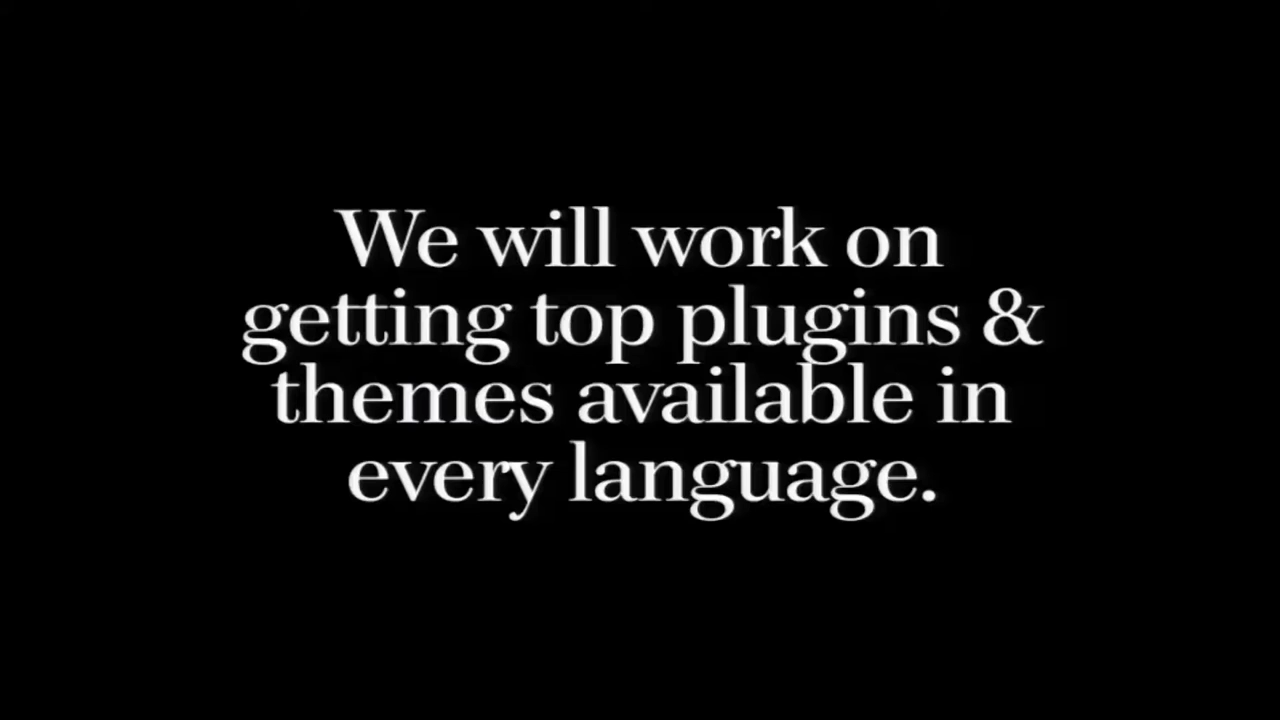 We will work on
getting top plugins &
themes available in
every language.